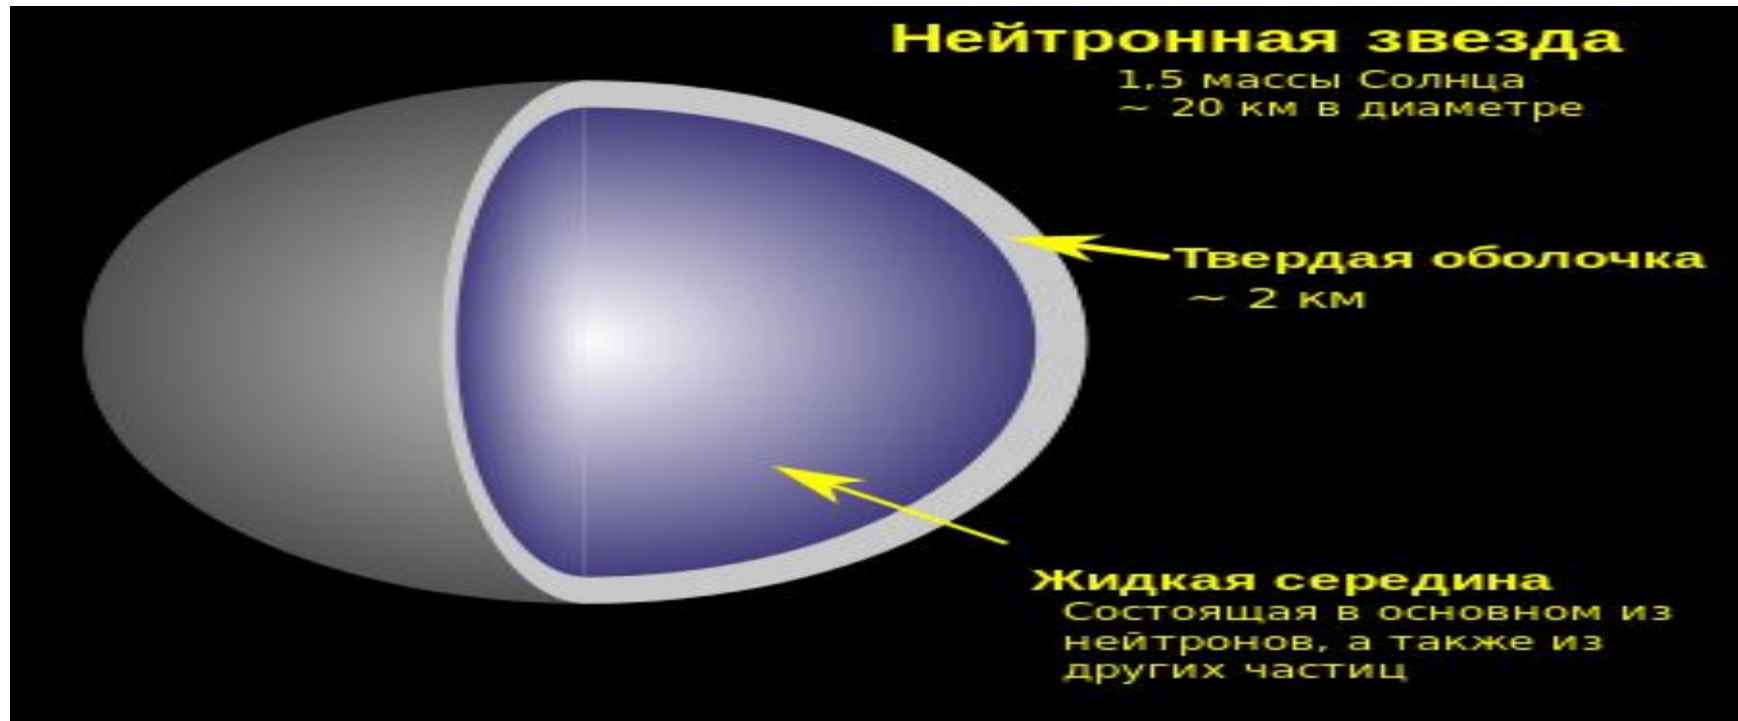 Нейтронная звезда
1,5 массы Солнца
~ 20 км в диаметре
Твердая оболочка
~ 2 км
Жидкая середина
Состоящая в основном из
нейтронов, а также из
других частиц